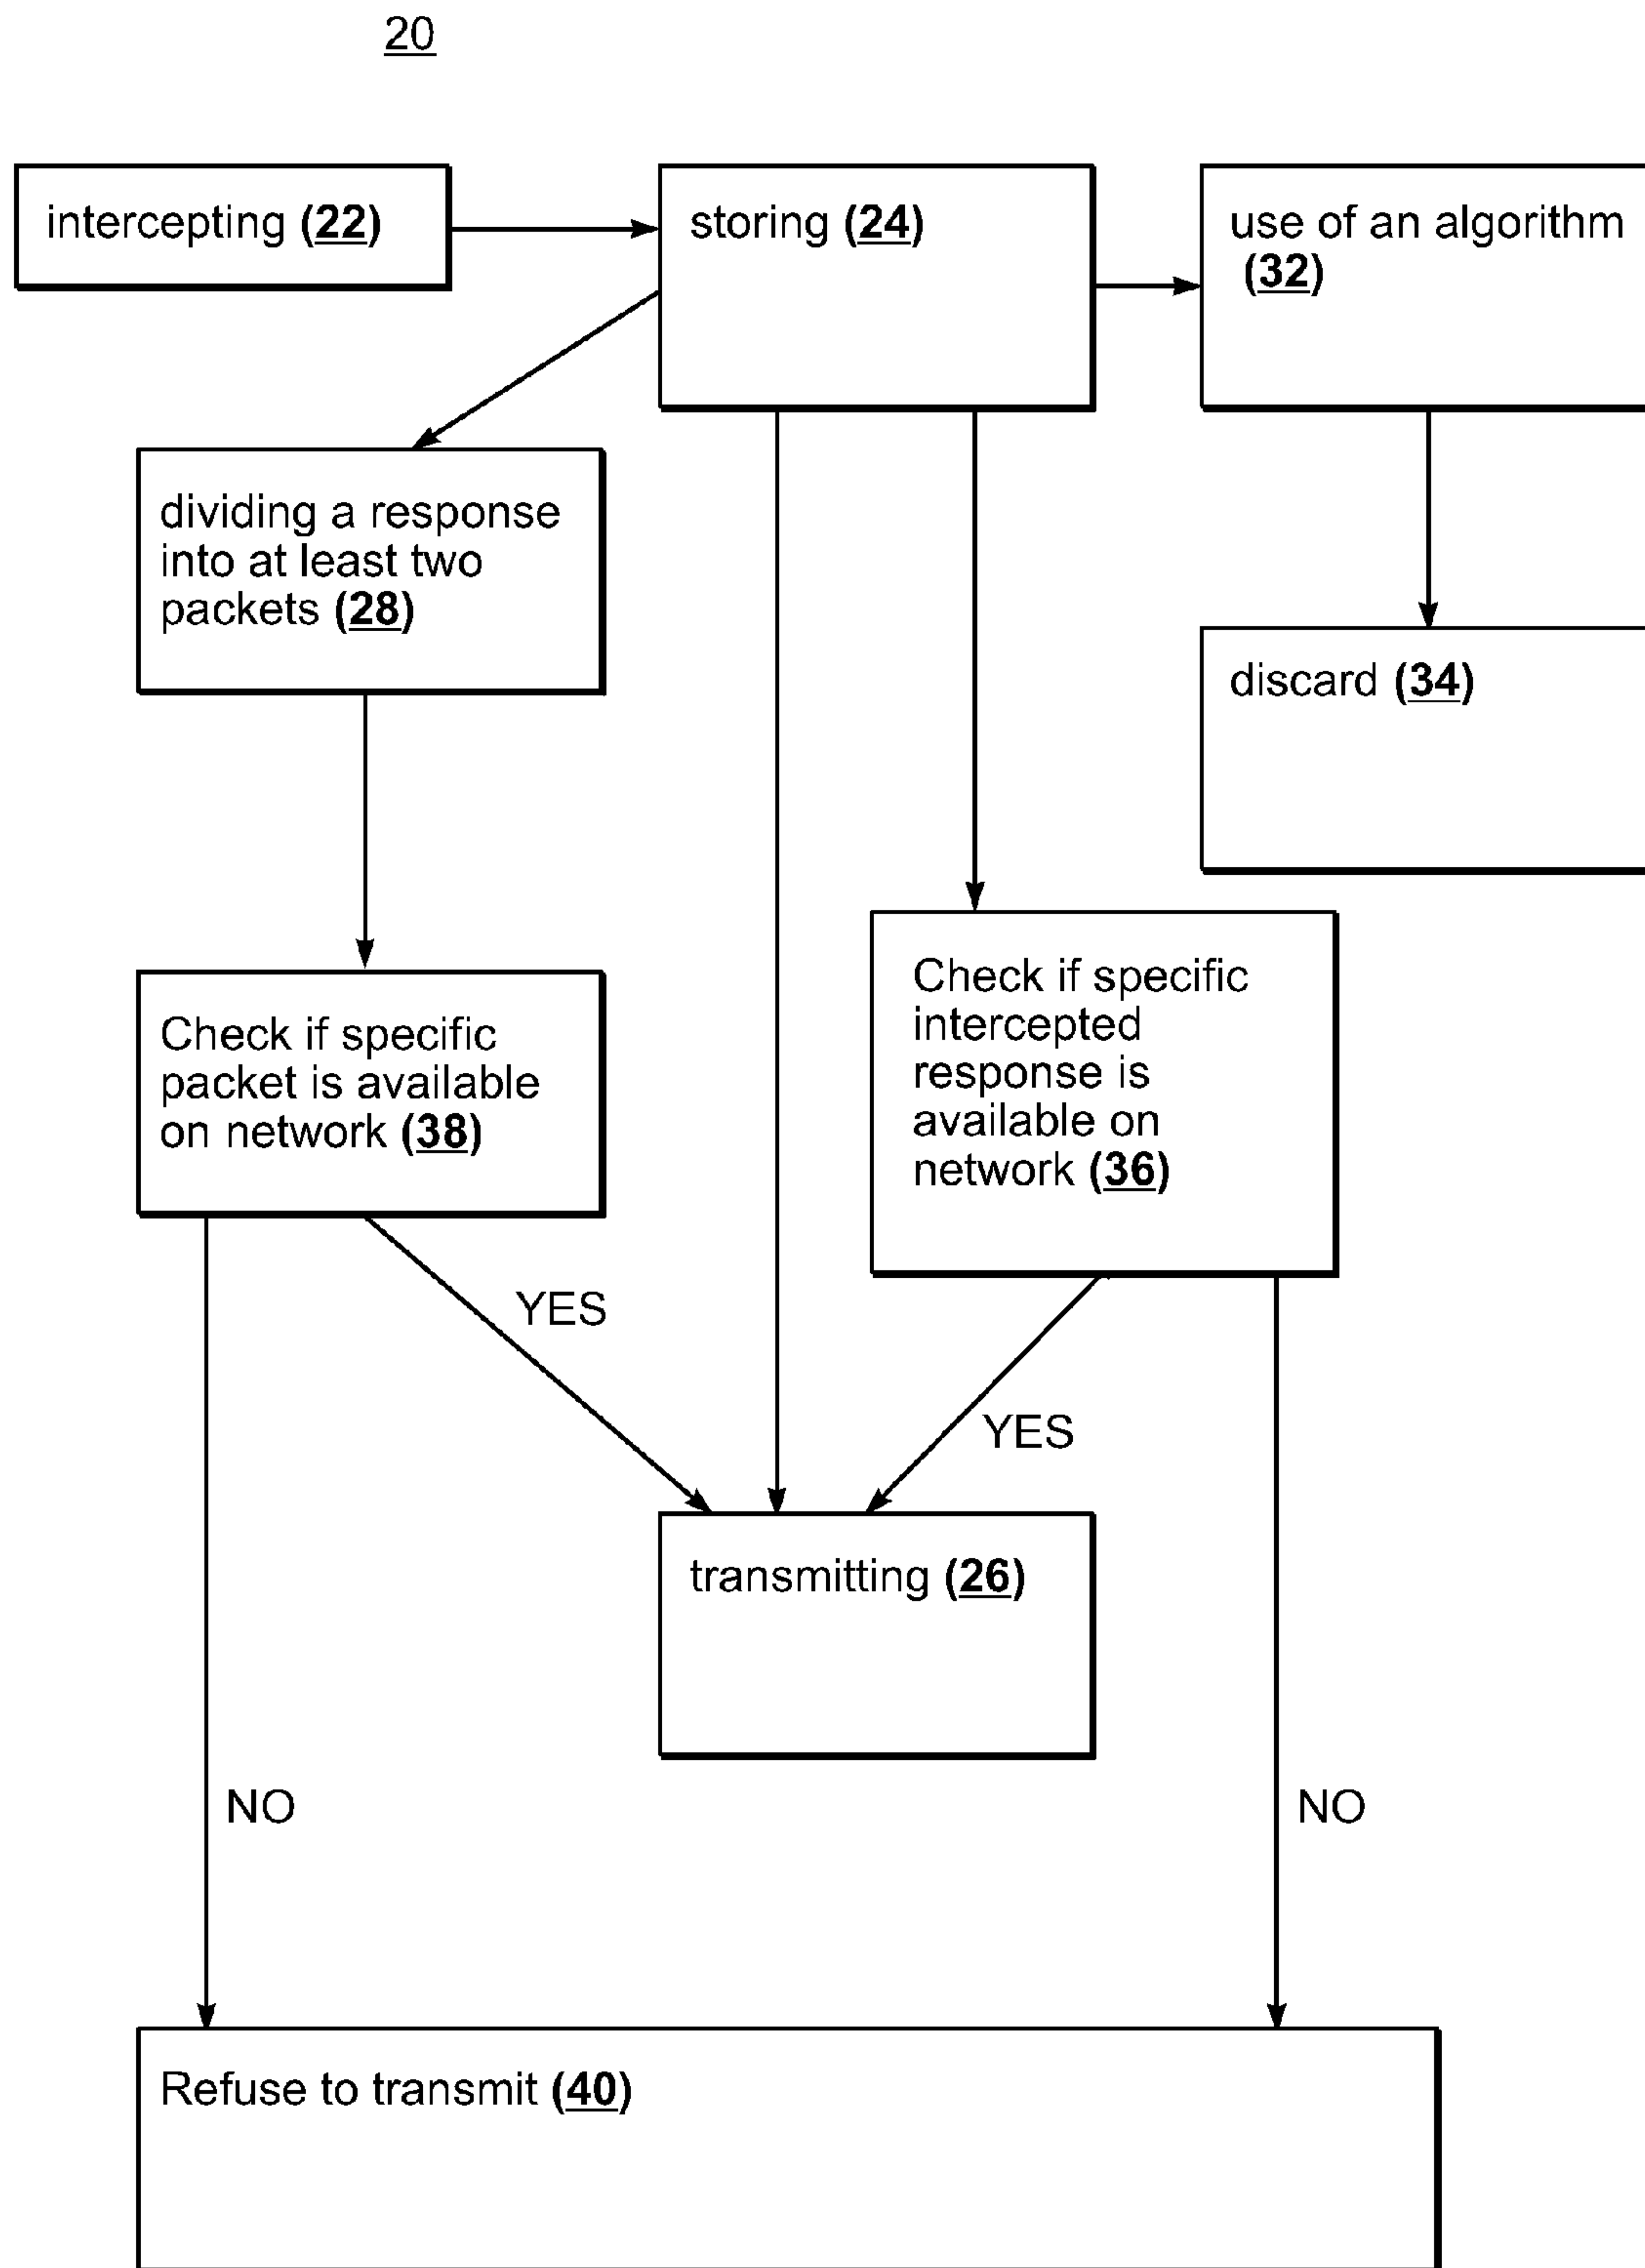 20
intercepting (22)
storing (24)
use of an algorithm
(32)
dividing a response
into at least two
packets (28)
discard (34)
Check if specific
packet is available
on network (38)
Check if specific
intercepted
response is
available on
network (36)
YES
YES
transmitting (26)
NO
NO
Refuse to transmit (40)